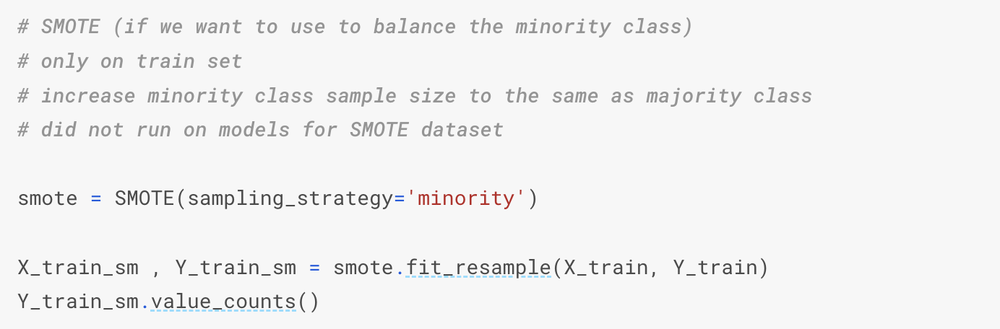 # SMOTE (if we want to use to balance the minority class)
# only on train set
# increase minority class sample size to the same as majority class
# did not run on models for SMOTE dataset
smote = SMOTE(sampling_strategy='minority')
X_train_sm , Y_train_sm = smote.fit_resample(X_train, Y_train)
Y_train_sm.value_counts()